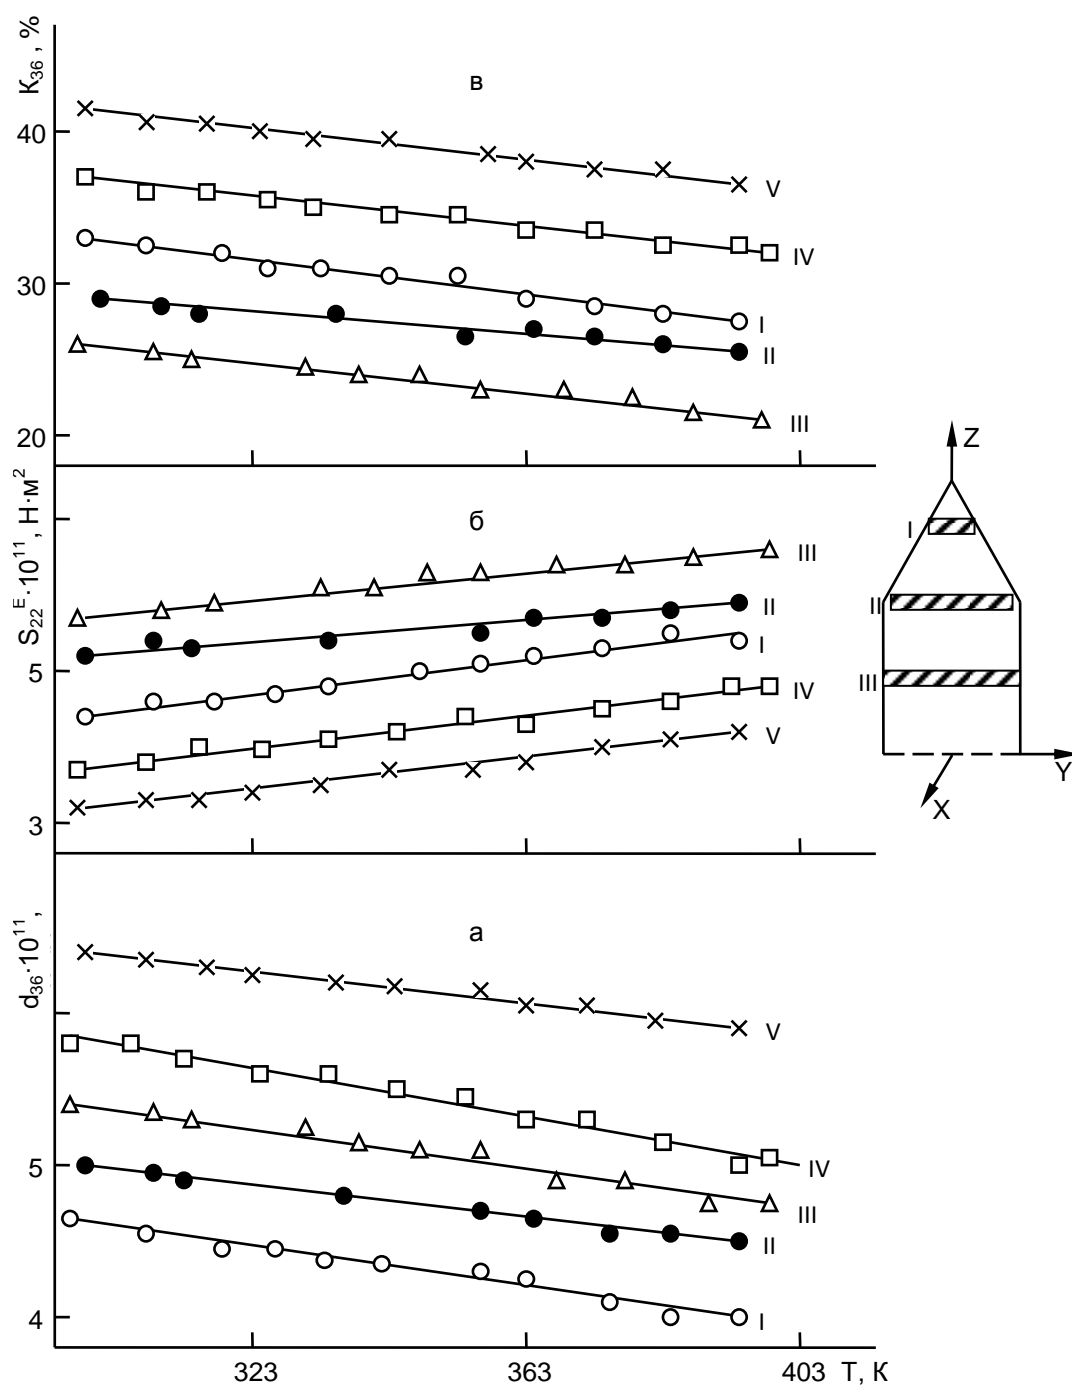 K36 , %
в
40
V
IV
30
I
II
III
20
S22E·10¹¹ , Н·м²
б
III
II
I
5
IV
V
3
d36·10¹¹ ,
а
V
IV
5
III
II
I
4
323
363
403
T, K
Z
I
II
III
Y
X